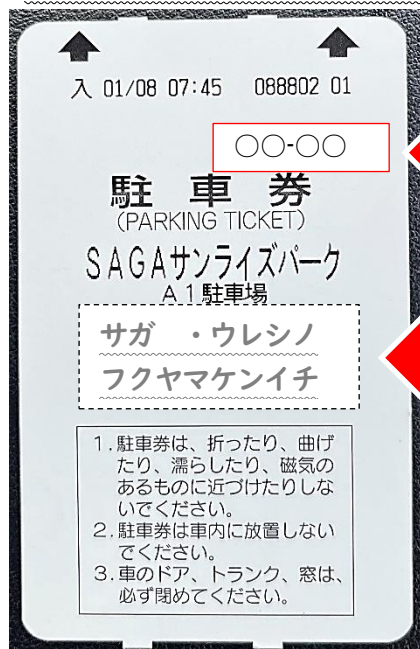 入 01/08 07:45 088802 01
○○-○○
駐 車 券
(PARKING TICKET)
SAGAサンライズパーク
A1駐車場
サガ ・ウレシノ
フクヤマケンイチ
1.駐車券は、折ったり、曲げ
たり、濡らしたり、磁気の
あるものに近づけたりしな
いでください。
2.駐車券は車内に放置しない
でください。
3.車のドア、トランク、窓は、
必ず閉めてください。